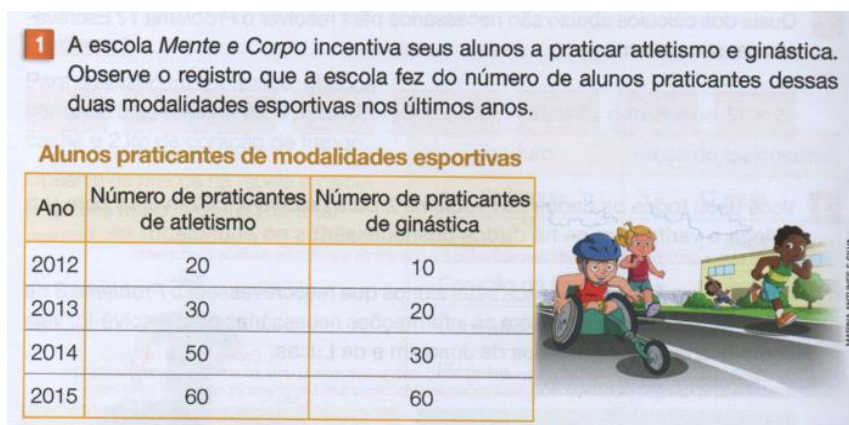 1 A escola Mente e Corpo incentiva seus alunos a praticar atletismo e ginástica.
Observe o registro que a escola fez do número de alunos praticantes dessas
duas modalidades esportivas nos últimos anos.
Alunos praticantes de modalidades esportivas
Ano Número de praticantes de atletismo Número de praticantes de ginástica
2012 20 10
2013 30 20
2014 50 30
2015 60 60